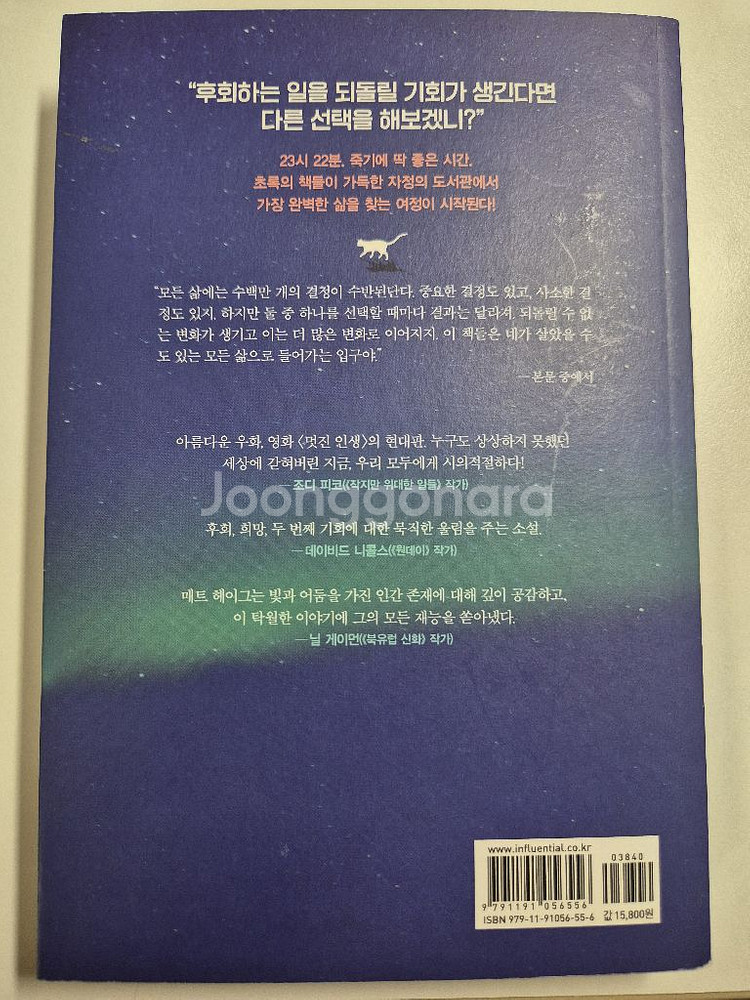 “후회하는 일을 되돌릴 기회가 생긴다면
다른 선택을 해보겠니?”
23시 22분. 죽기에 딱 좋은 시간.
초록의 책들이 가득한 자정의 도서관에서
가장 완벽한 삶을 찾는 여정이 시작된다!
“모든 삶에는 수백만 개의 결정이 수반된단다. 중요한 결정도 있고, 사소한 결
정도 있지. 하지만 둘 중 하나를 선택할 때마다 결과는 달라져. 되돌릴 수 없
는 변화가 생기고 이는 더 많은 변화로 이어지지. 이 책들은 네가 살았을 수
도 있는 모든 삶으로 들어가는 입구야.”
—본문 중에서
아름다운 우화, 영화 〈멋진 인생〉의 현대판. 누구도 상상하지 못했던
세상에 갇혀버린 지금, 우리 모두에게 시의적절하다!
—조디 피코(《작지만 위대한 일들》 작가)
Joonggonara
후회, 희망, 두 번째 기회에 대한 묵직한 울림을 주는 소설.
—데이비드 니콜스(《원데이》 작가)
매트 헤이그는 빛과 어둠을 가진 인간 존재에 대해 깊이 공감하고,
이 탁월한 이야기에 그의 모든 재능을 쏟아냈다.
—닐 게이먼(《북유럽 신화》 작가)
www.influential.co.kr
03840
9 791191 056556
ISBN 979-11-91056-55-6
값 15,800원